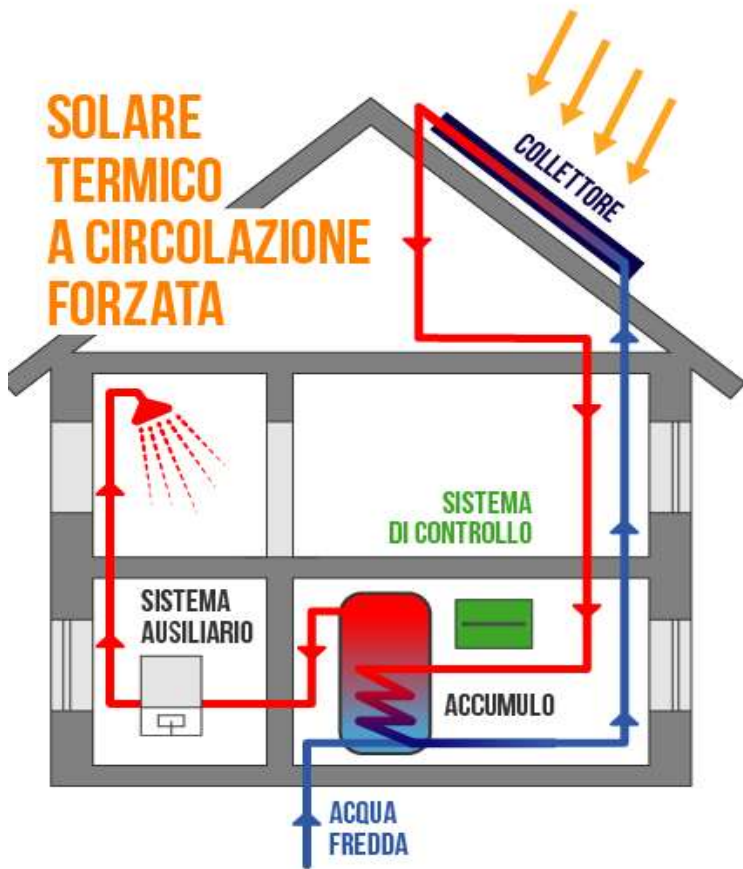 SOLARE
TERMICO
A CIRCOLAZIONE
FORZATA
COLLETTORE
SISTEMA
DI CONTROLLO
SISTEMA
AUSILIARIO
ACCUMULO
ACQUA
FREDDA